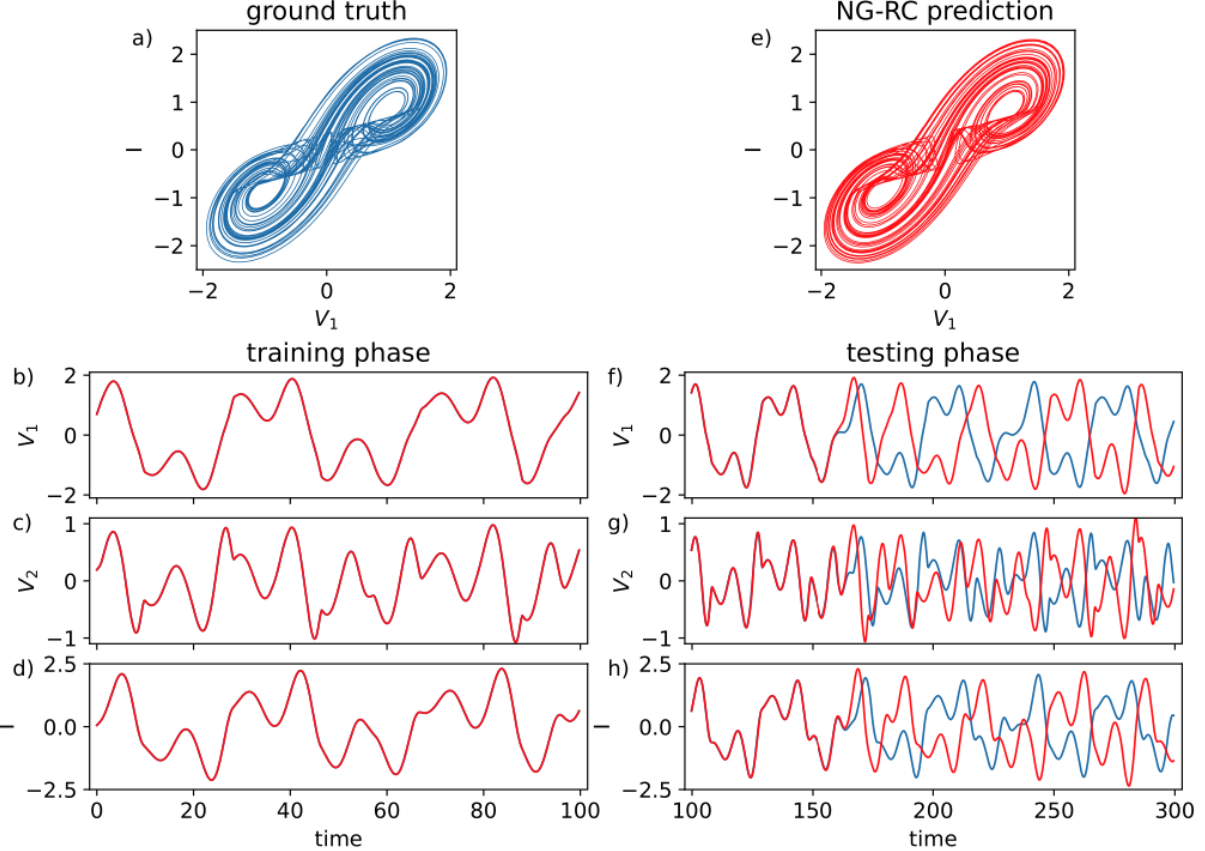 ground truth
a)
2
1
0
−1
−2
I
−2 0 2
V1
NG-RC prediction
e)
2
1
0
−1
−2
I
−2 0 2
V1
training phase
b)
2
0
−2
V1
c)
1
0
−1
V2
d)
2.5
0.0
−2.5
I
0 20 40 60 80 100
time
testing phase
f)
2
0
−2
V1
g)
1
0
−1
V2
h)
2.5
0.0
−2.5
I
100 150 200 250 300
time